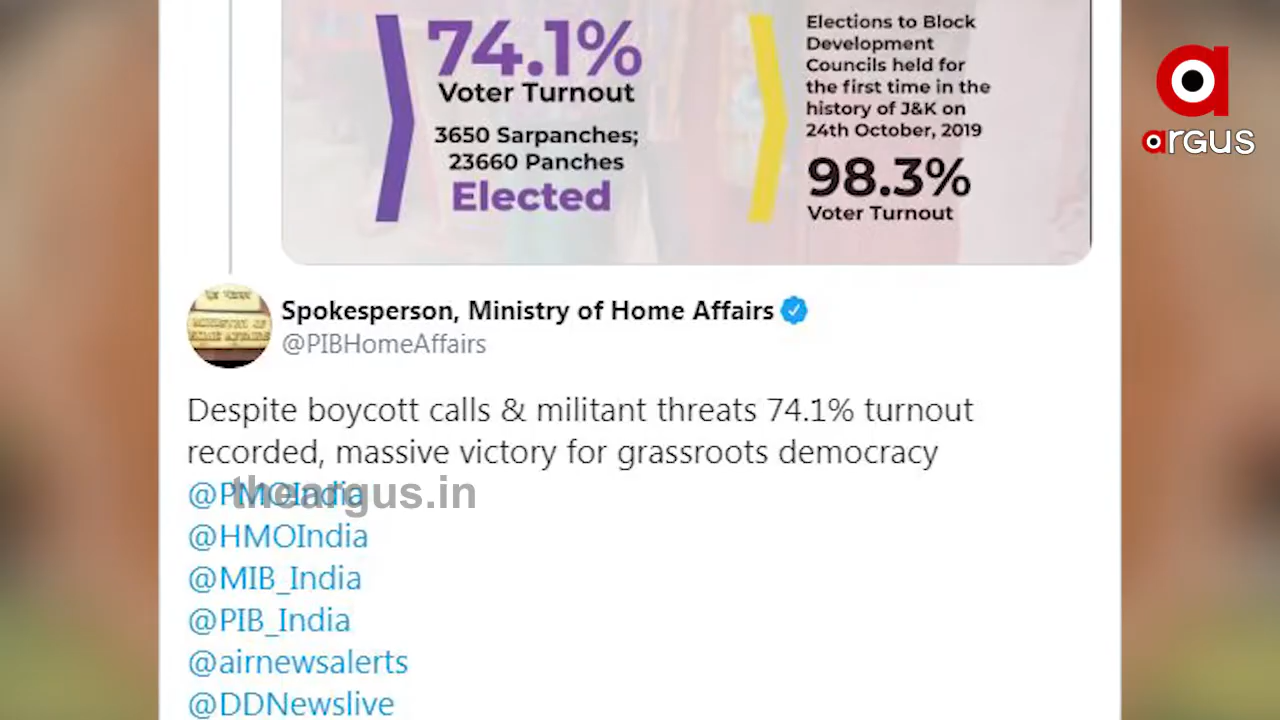 74.1%
Voter Turnout
3650 Sarpanches;
23660 Panches
Elected
Elections to Block
Development
Councils held for
the first time in the
history of J&K on
24th October, 2019
98.3%
Voter Turnout
argus
Spokesperson, Ministry of Home Affairs
@PIBHomeAffairs
Despite boycott calls & militant threats 74.1% turnout
recorded, massive victory for grassroots democracy
@PMOIndia
theargus.in
@HMOIndia
@MIB_India
@PIB_India
@airnewsalerts
@DDNewslive